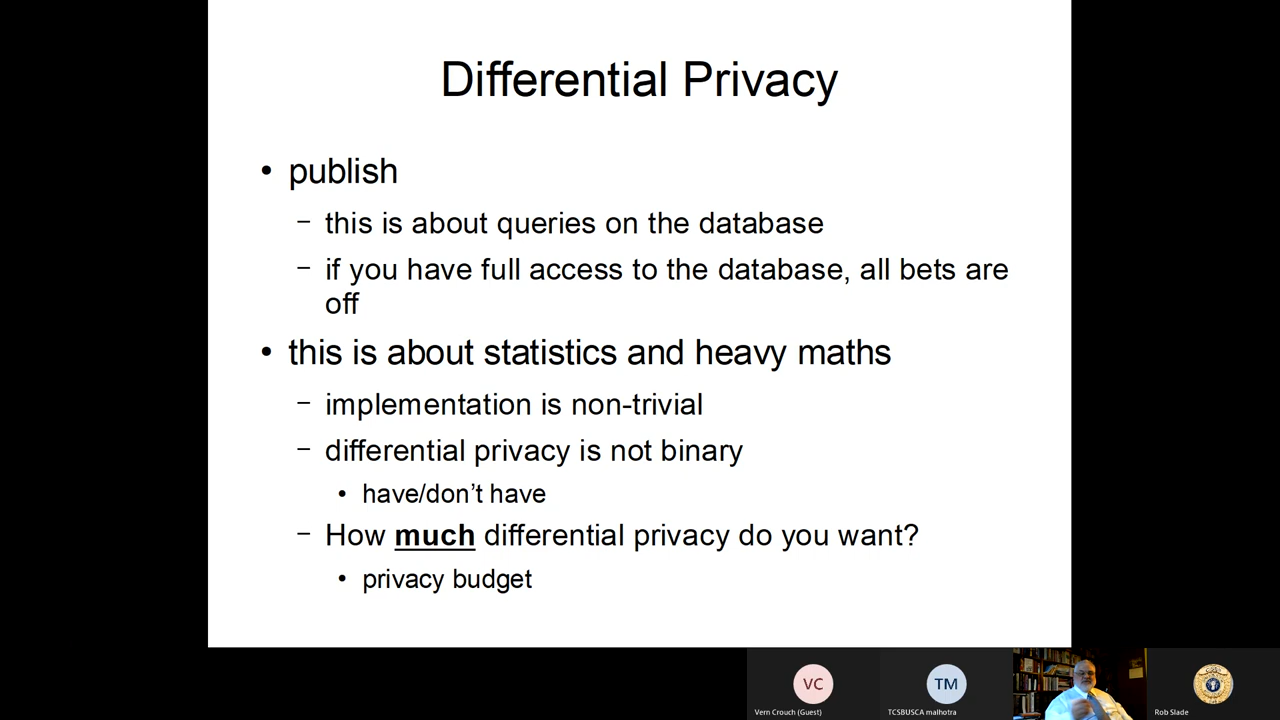 Differential Privacy
• publish
– this is about queries on the database
– if you have full access to the database, all bets are
off
• this is about statistics and heavy maths
– implementation is non-trivial
– differential privacy is not binary
• have/don’t have
– How much differential privacy do you want?
• privacy budget
VC
TM
Vern Crouch (Guest)
TCSBUSCA malhotra
Rob Slade